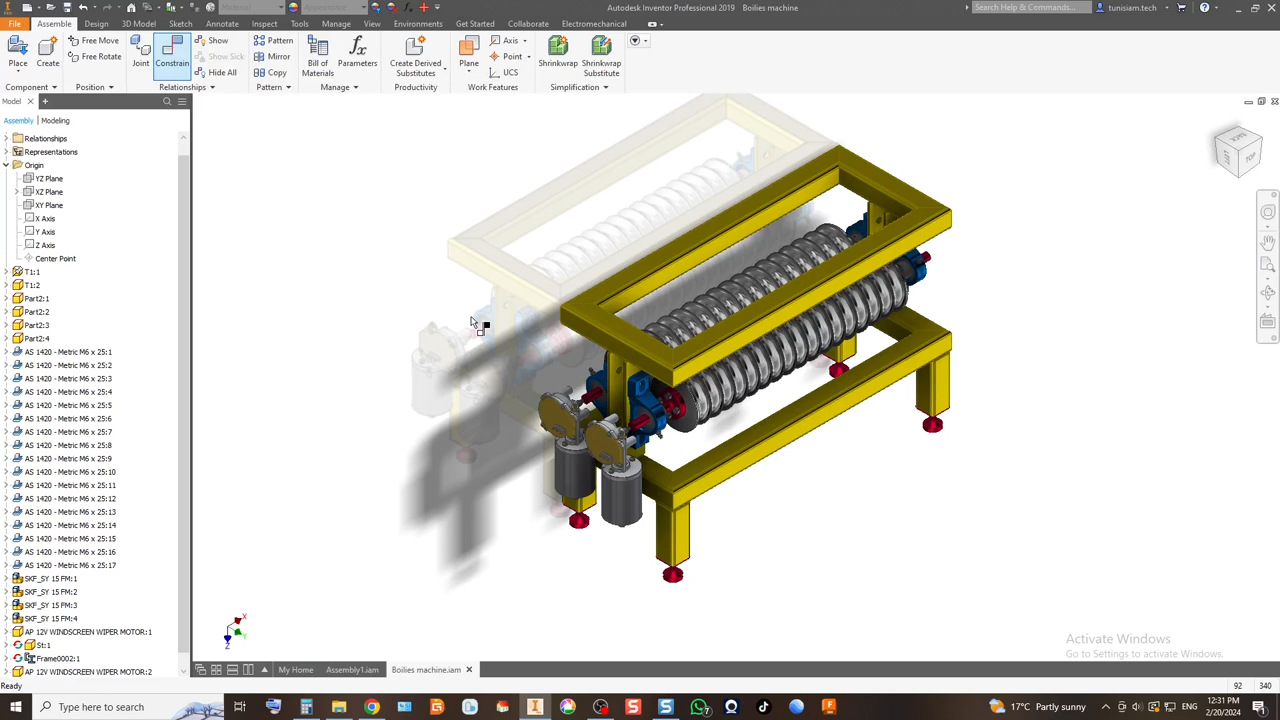 Material
Appearance
Autodesk Inventor Professional 2019   Boilies machine
Search Help & Commands...
tunisiam.tech
File
Assemble
Design
3D Model
Sketch
Annotate
Inspect
Tools
Manage
View
Environments
Get Started
Collaborate
Electromechanical
Place
Create
Free Move
Free Rotate
Joint
Constrain
Show
Show Sick
Hide All
Pattern
Mirror
Copy
Bill of
Materials
Parameters
Create Derived
Substitutes
Plane
Axis
Point
UCS
Shrinkwrap
Shrinkwrap
Substitute
Component
Position
Relationships
Pattern
Manage
Productivity
Work Features
Simplification
Model
Assembly
Modeling
Relationships
Representations
Origin
YZ Plane
XZ Plane
XY Plane
X Axis
Y Axis
Z Axis
Center Point
T1:1
T1:2
Part2:1
Part2:2
Part2:3
Part2:4
AS 1420 - Metric M6 x 25:1
AS 1420 - Metric M6 x 25:2
AS 1420 - Metric M6 x 25:3
AS 1420 - Metric M6 x 25:4
AS 1420 - Metric M6 x 25:5
AS 1420 - Metric M6 x 25:6
AS 1420 - Metric M6 x 25:7
AS 1420 - Metric M6 x 25:8
AS 1420 - Metric M6 x 25:9
AS 1420 - Metric M6 x 25:10
AS 1420 - Metric M6 x 25:11
AS 1420 - Metric M6 x 25:12
AS 1420 - Metric M6 x 25:13
AS 1420 - Metric M6 x 25:14
AS 1420 - Metric M6 x 25:15
AS 1420 - Metric M6 x 25:16
AS 1420 - Metric M6 x 25:17
SKF_SY 15 FM:1
SKF_SY 15 FM:2
SKF_SY 15 FM:3
SKF_SY 15 FM:4
AP 12V WINDSCREEN WIPER MOTOR:1
St:1
Frame0002:1
AP 12V WINDSCREEN WIPER MOTOR:2
BACK
LEFT
TOP
X
Y
Z
Activate Windows
Go to Settings to activate Windows.
My Home
Assembly1.iam
Boilies machine.iam
Ready
92
340
Type here to search
17°C Partly sunny
12:31 PM
2/20/2024